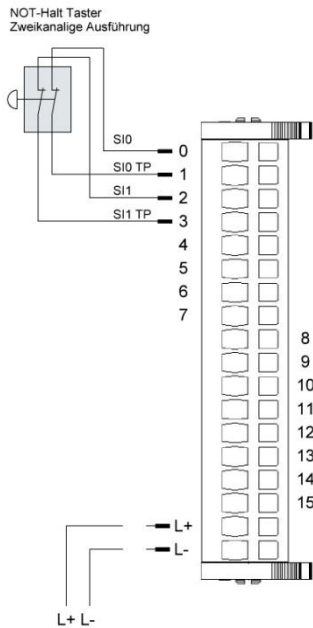 NOT-Halt Taster
Zweikanalige Ausführung
SI0
0
SI0 TP
1
SI1
2
SI1 TP
3
4
5
6
7
8
9
10
11
12
13
14
15
L+
L-
L+ L-